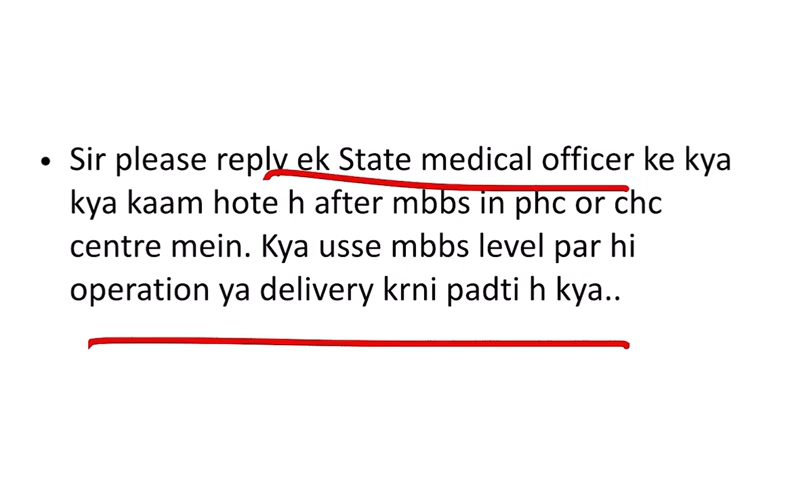 • Sir please reply ek State medical officer ke kya
kya kaam hote h after mbbs in phc or chc
centre mein. Kya usse mbbs level par hi
operation ya delivery krni padti h kya..